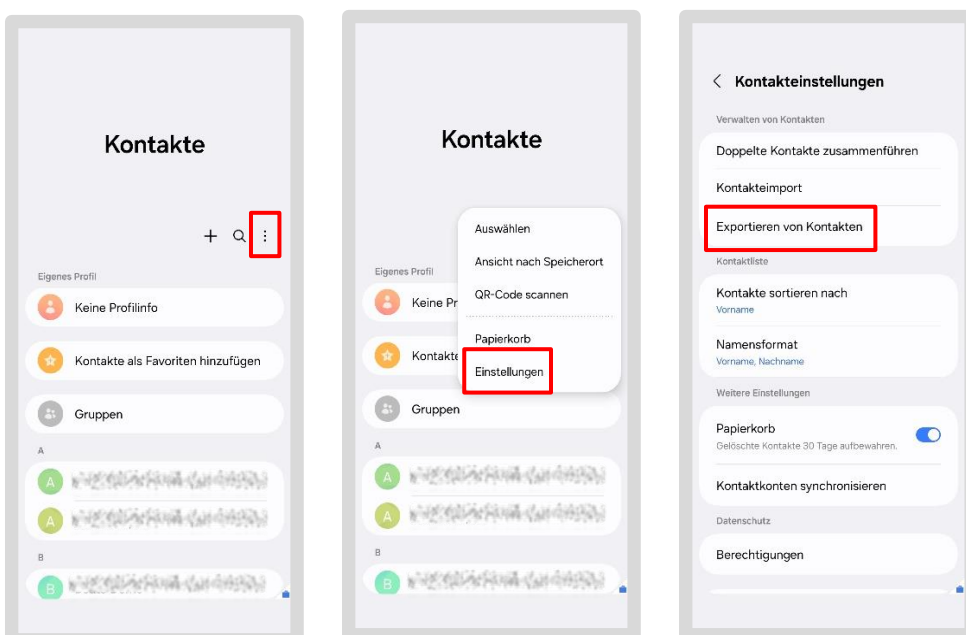 Kontakte
Eigenes Profil
Keine Profilinfo
Kontakte als Favoriten hinzufügen
Gruppen
A
A
A
B
B
Kontakte
Auswählen
Ansicht nach Speicherort
QR-Code scannen
Papierkorb
Einstellungen
Eigenes Profil
Keine Pr
Kontakte
Gruppen
A
A
A
B
B
Kontakteinstellungen
Verwalten von Kontakten
Doppelte Kontakte zusammenführen
Kontakteimport
Exportieren von Kontakten
Kontaktliste
Kontakte sortieren nach
Vorname
Namensformat
Vorname, Nachname
Weitere Einstellungen
Papierkorb
Gelöschte Kontakte 30 Tage aufbewahren.
Kontaktkonten synchronisieren
Datenschutz
Berechtigungen